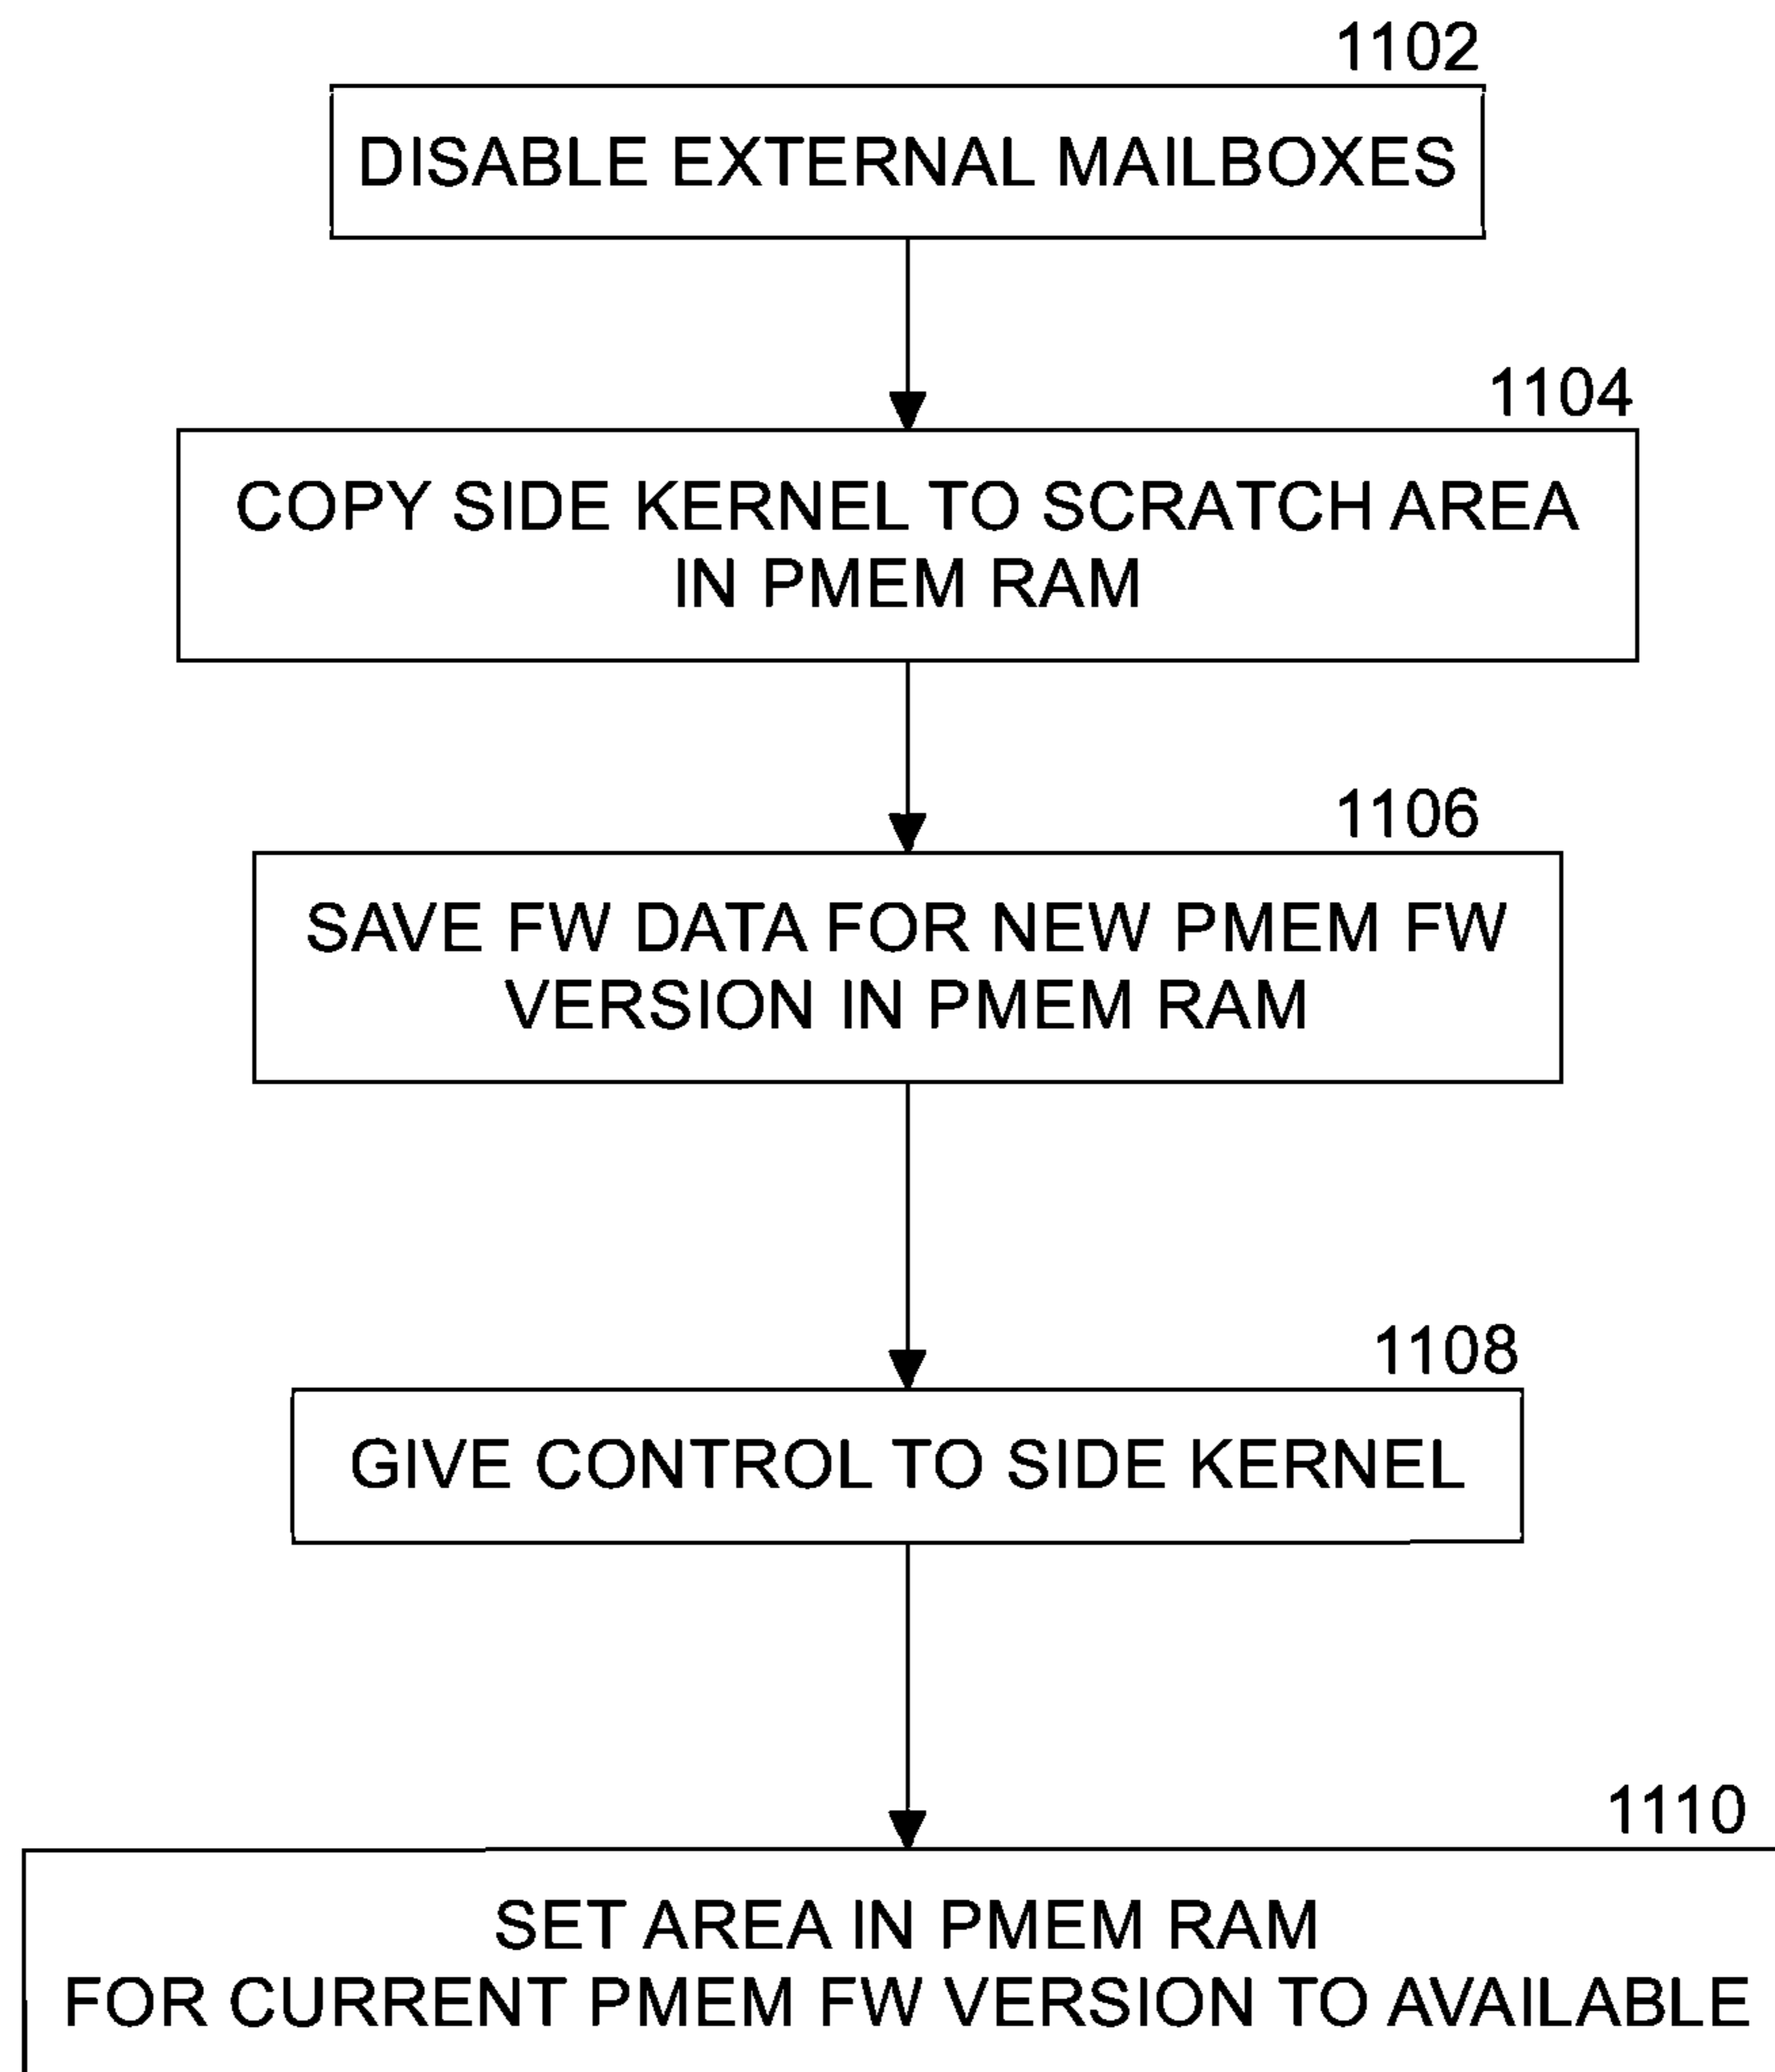 1102
DISABLE EXTERNAL MAILBOXES
1104
COPY SIDE KERNEL TO SCRATCH AREA
IN PMEM RAM
1106
SAVE FW DATA FOR NEW PMEM FW
VERSION IN PMEM RAM
1108
GIVE CONTROL TO SIDE KERNEL
1110
SET AREA IN PMEM RAM
FOR CURRENT PMEM FW VERSION TO AVAILABLE